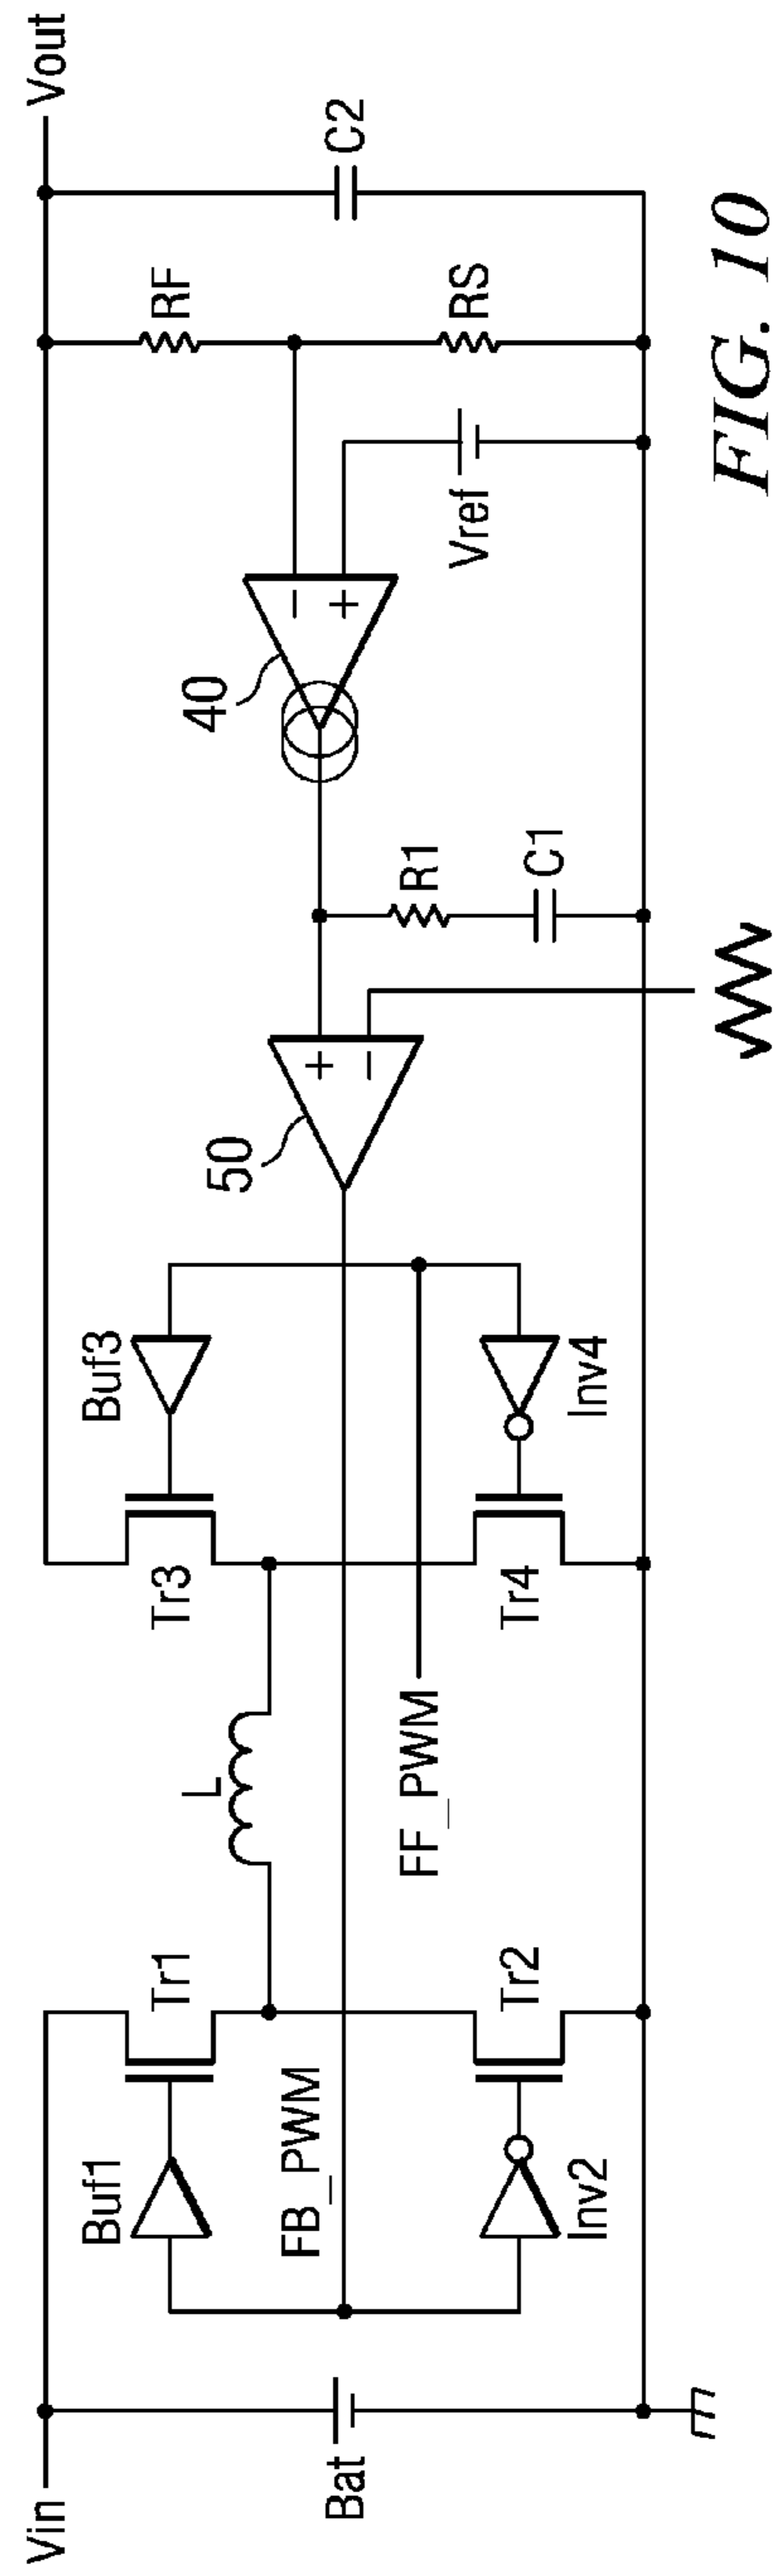 Vin
Bat
Buf1
FB_PWM
Inv2
Tr1
Tr2
L
FF_PWM
Tr3
Tr4
Buf3
Inv4
50
+
−
R1
C1
40
−
+
Vref
RF
RS
C2
Vout
FIG. 10